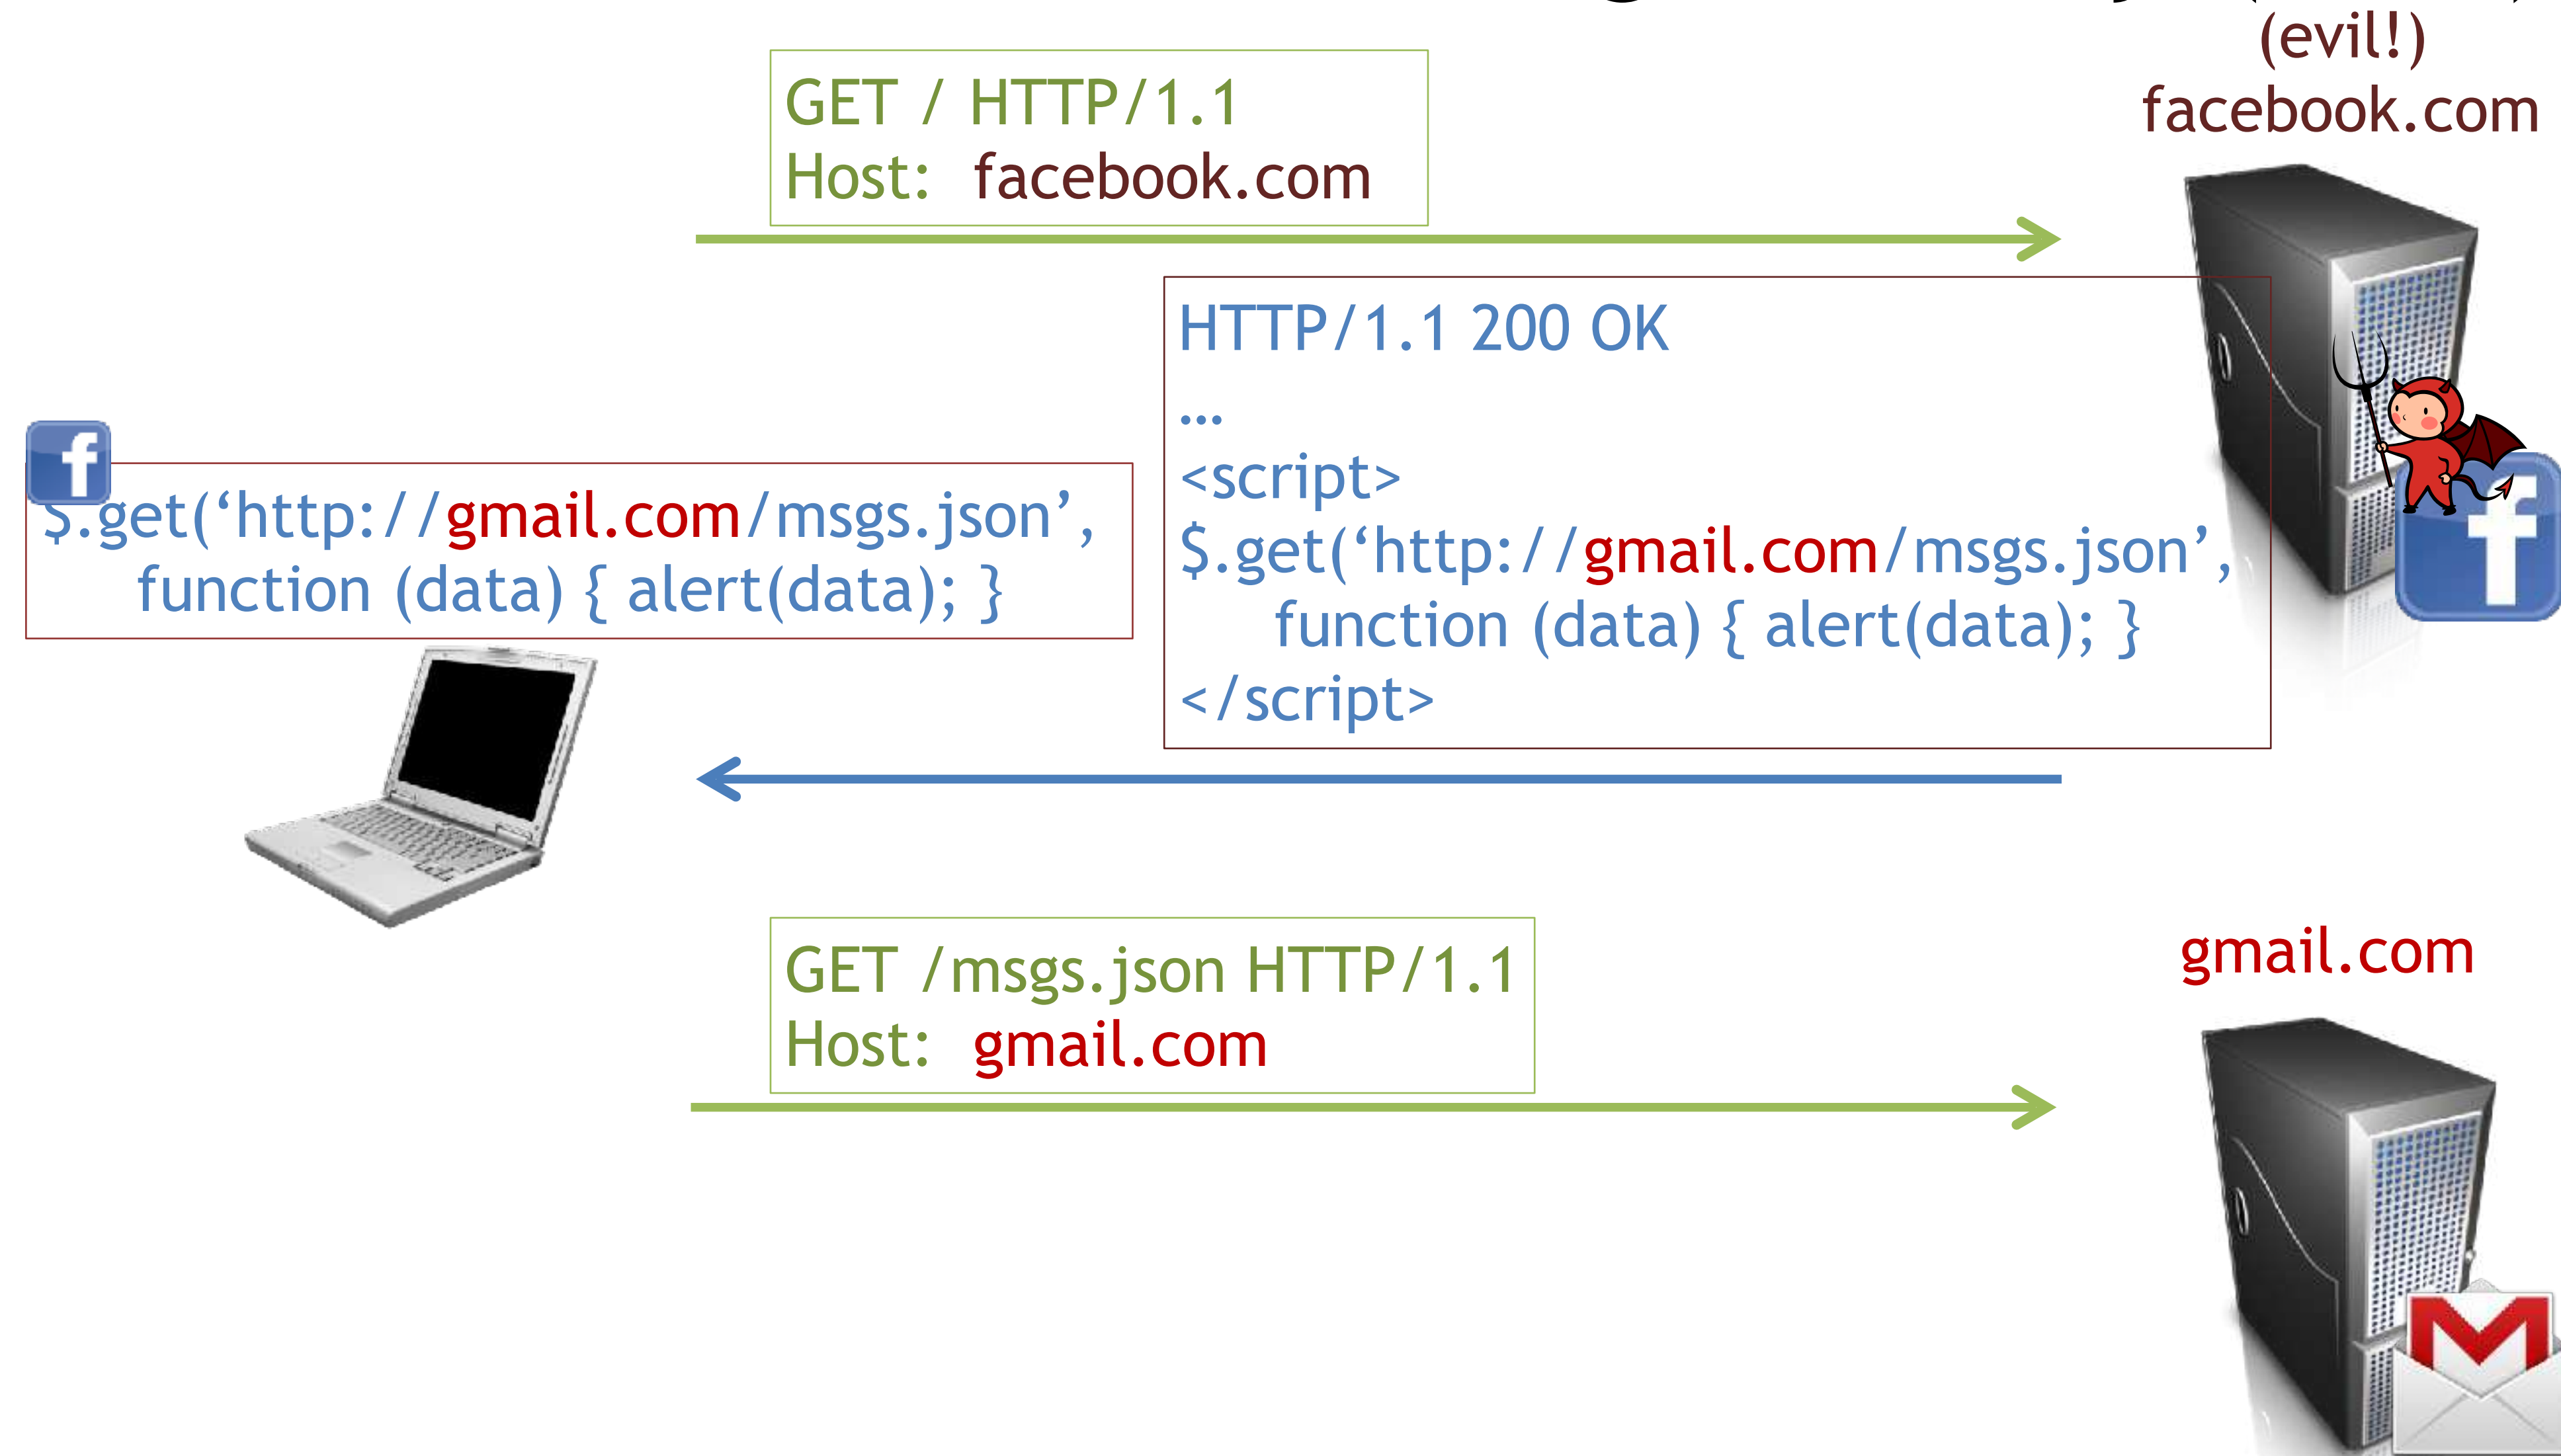 (evil!)
facebook.com
GET / HTTP/1.1
Host: facebook.com
HTTP/1.1 200 OK
…
<script>
$.get(‘http://gmail.com/msgs.json’,
function (data) { alert(data); }
</script>
$.get(‘http://gmail.com/msgs.json’,
function (data) { alert(data); }
GET /msgs.json HTTP/1.1
Host: gmail.com
gmail.com